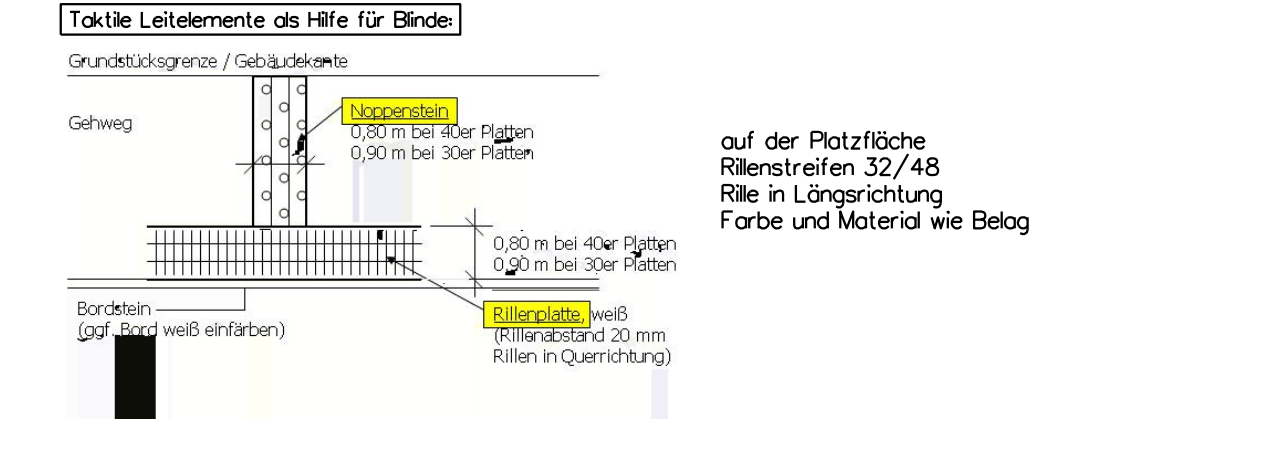 Taktile Leitelemente als Hilfe für Blinde:
Grundstücksgrenze / Gebäudekante
Gehweg
Noppenstein
0,80 m bei 40er Platten
0,90 m bei 30er Platten
0,80 m bei 40er Platten
0,90 m bei 30er Platten
Bordstein
(ggf. Bord weiß einfärben)
Rillenplatte, weiß
(Rillenabstand 20 mm
Rillen in Querrichtung)
auf der Platzfläche
Rillenstreifen 32/48
Rille in Längsrichtung
Farbe und Material wie Belag